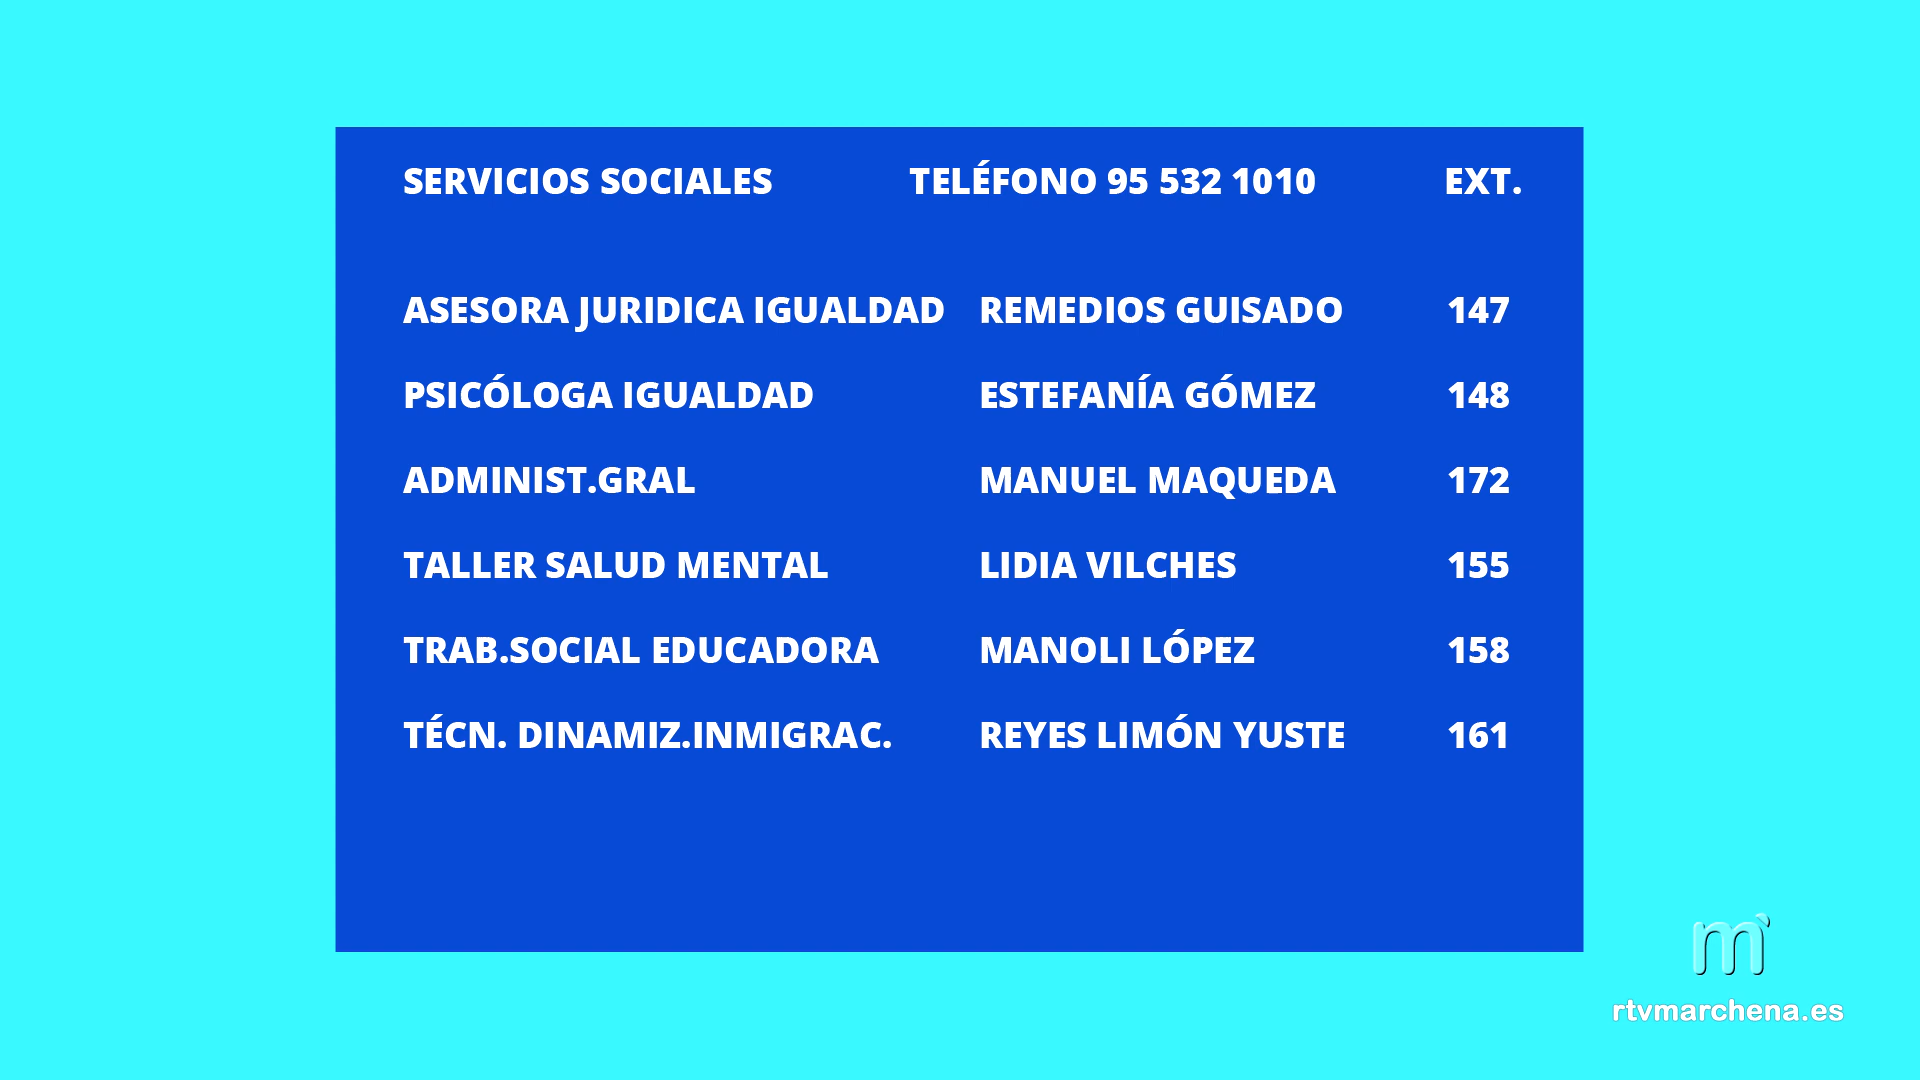 SERVICIOS SOCIALES TELÉFONO 95 532 1010 EXT.
ASESORA JURIDICA IGUALDAD REMEDIOS GUISADO 147
PSICÓLOGA IGUALDAD ESTEFANÍA GÓMEZ 148
ADMINIST.GRAL MANUEL MAQUEDA 172
TALLER SALUD MENTAL LIDIA VILCHES 155
TRAB.SOCIAL EDUCADORA MANOLI LÓPEZ 158
TÉCN. DINAMIZ.INMIGRAC. REYES LIMÓN YUSTE 161
m
rtvmarchena.es